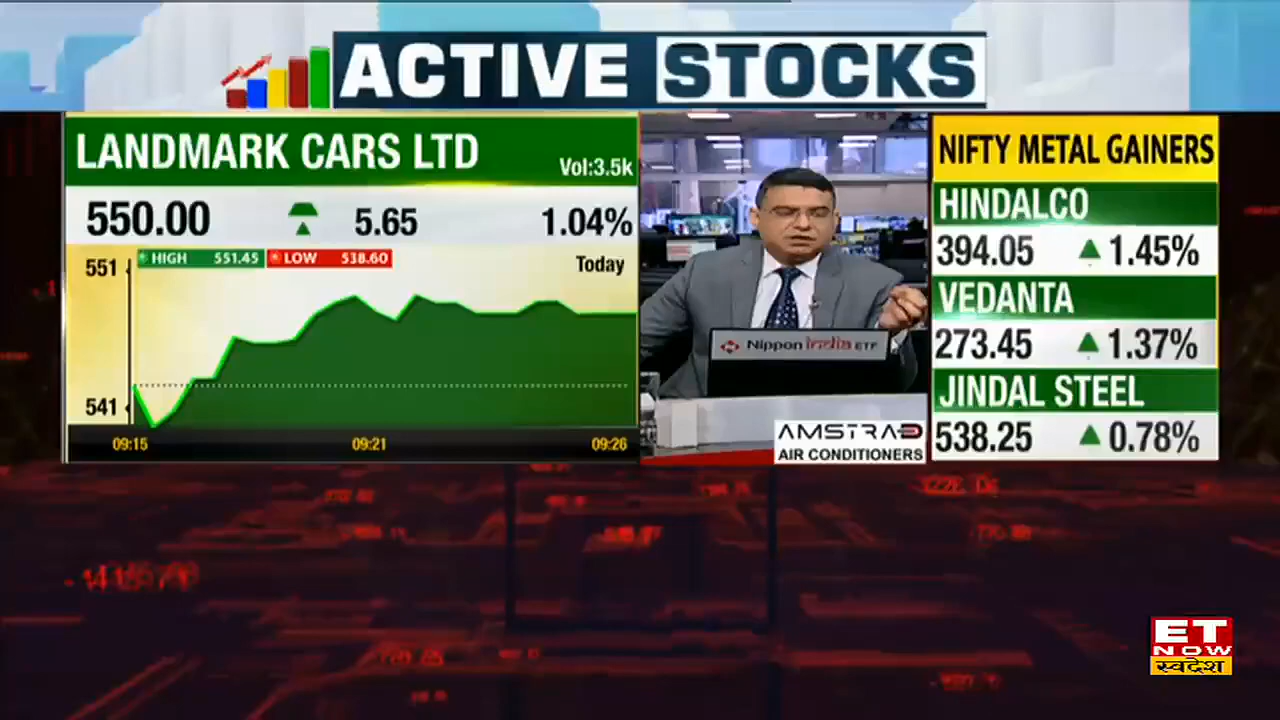 ACTIVE STOCKS
LANDMARK CARS LTD
Vol:3.5k
550.00 5.65 1.04%
HIGH 551.45 LOW 538.60
Today
551
541
09:15 09:21 09:26
Nippon india ETF
AMSTRAD
AIR CONDITIONERS
NIFTY METAL GAINERS
HINDALCO
394.05 1.45%
VEDANTA
273.45 1.37%
JINDAL STEEL
538.25 0.78%
ET
NOW
स्वदेश